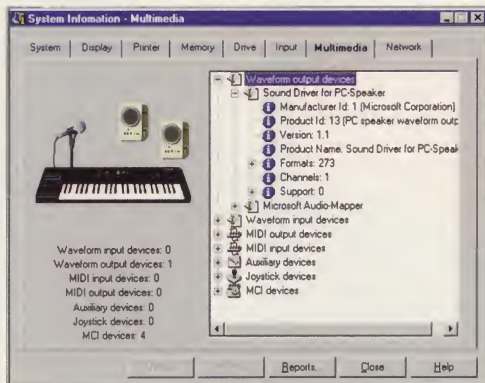 System Infomation - Multimedia
System Display Printer Memory Drive Input Multimedia Network
Waveform output devices
Sound Driver for PC-Speaker
Manufacturer Id: 1 (Microsoft Corporation)
Product Id: 13 (PC speaker waveform outp
Version: 1.1
Product Name: Sound Driver for PC-Speak
Formats: 273
Channels: 1
Support: 0
Microsoft Audio-Mapper
Waveform input devices
MIDI output devices
MIDI input devices
Auxiliary devices
Joystick devices
MCI devices
Waveform input devices: 0
Waveform output devices: 1
MIDI input devices: 0
MIDI output devices: 0
Auxiliary devices: 0
Joystick devices: 0
MCI devices: 4
Reports... Close Help